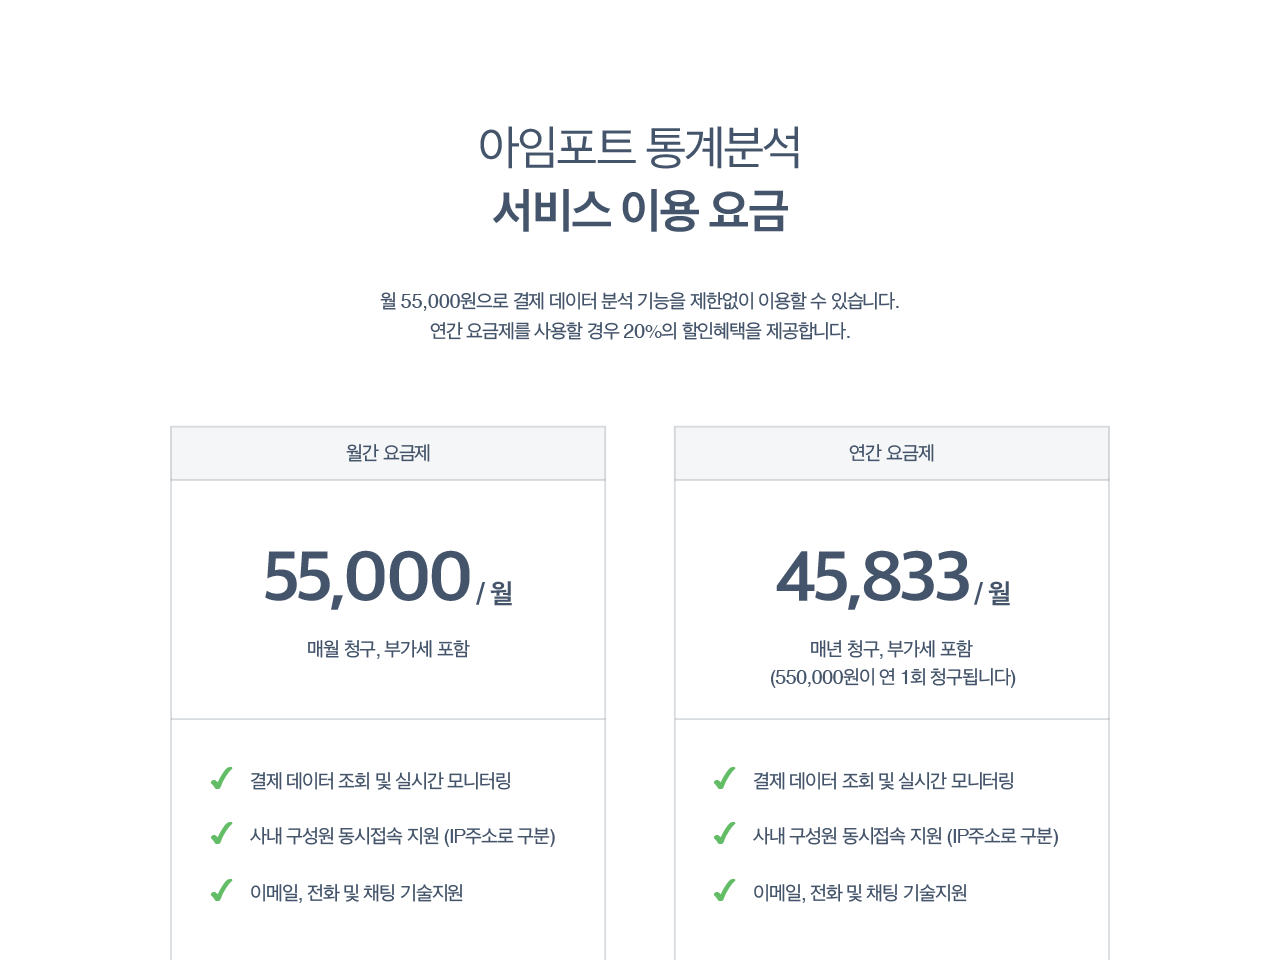 아임포트 통계분석
서비스 이용 요금
월 55,000원으로 결제 데이터 분석 기능을 제한없이 이용할 수 있습니다.
연간 요금제를 사용할 경우 20%의 할인혜택을 제공합니다.
월간 요금제
55,000 / 월
매월 청구, 부가세 포함
결제 데이터 조회 및 실시간 모니터링
사내 구성원 동시접속 지원 (IP주소로 구분)
이메일, 전화 및 채팅 기술지원
연간 요금제
45,833 / 월
매년 청구, 부가세 포함
(550,000원이 연 1회 청구됩니다)
결제 데이터 조회 및 실시간 모니터링
사내 구성원 동시접속 지원 (IP주소로 구분)
이메일, 전화 및 채팅 기술지원